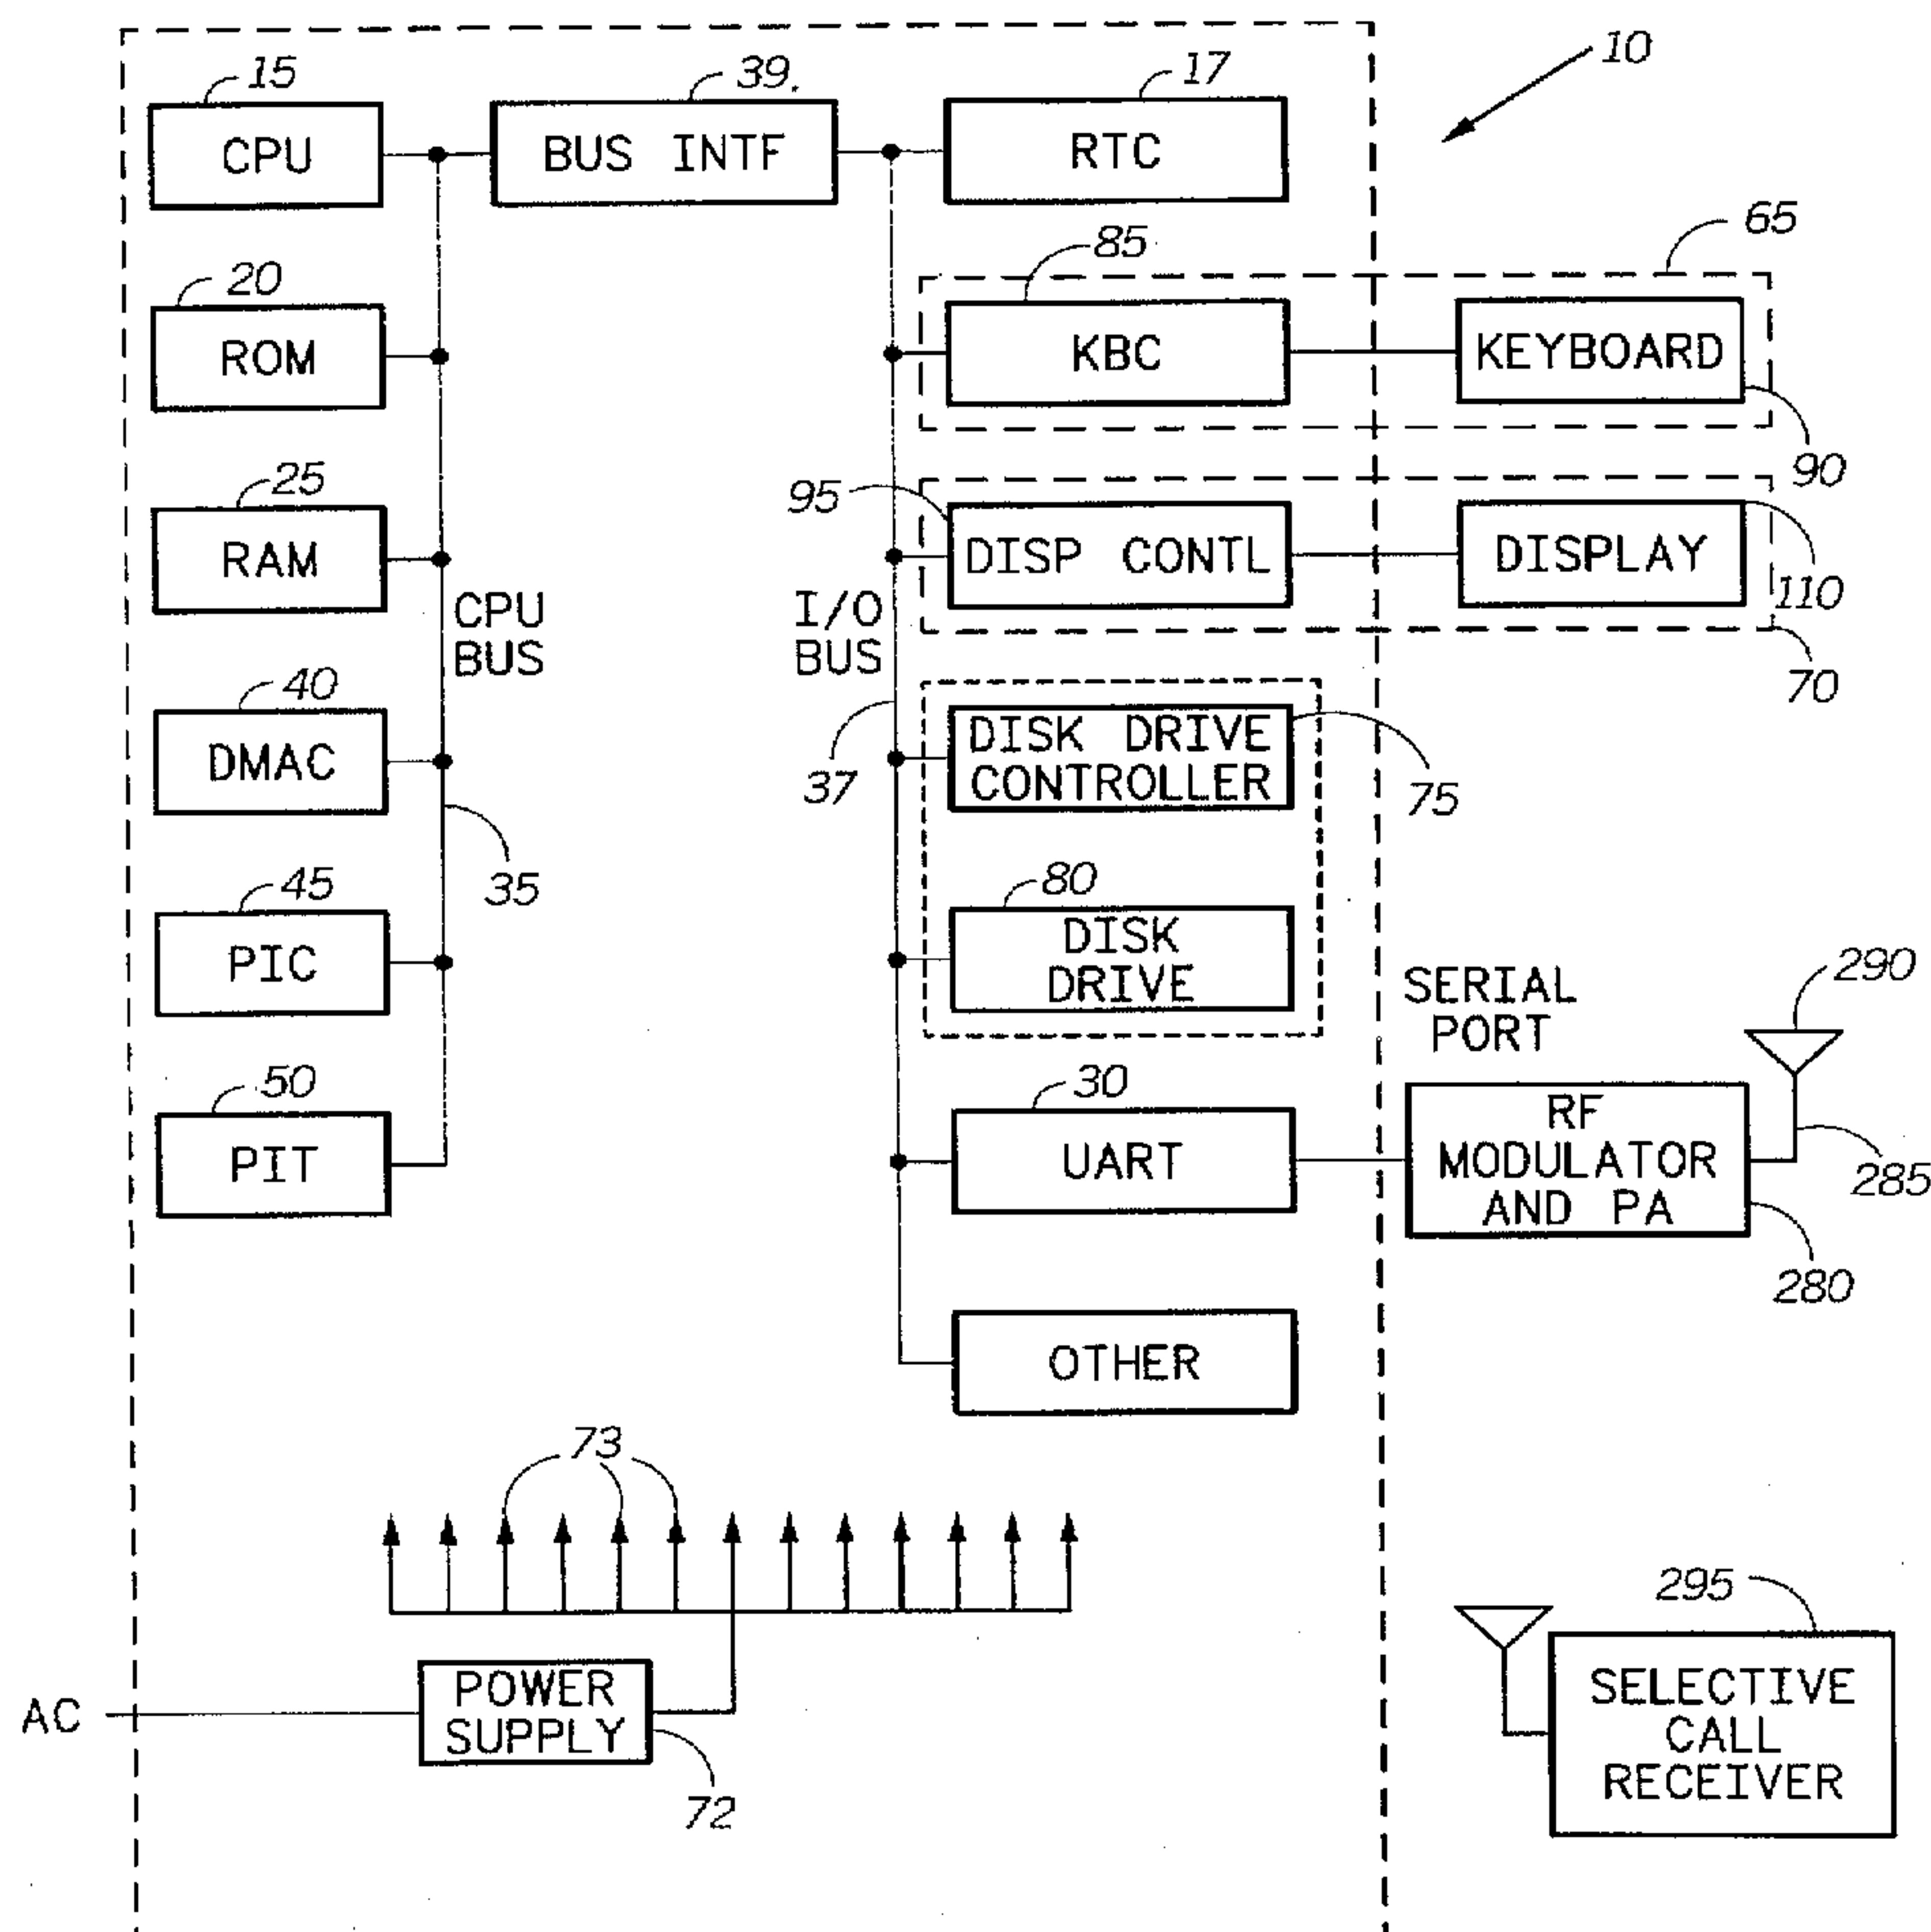 10
15
39.
17
CPU
BUS INTF
RTC
65
20
85
ROM
KBC
KEYBOARD
90
25
95
RAM
DISP CONTL
DISPLAY
110
CPU
BUS
I/O
BUS
70
40
DMAC
37
DISK DRIVE
CONTROLLER
75
45
35
80
PIC
DISK
DRIVE
SERIAL
PORT
290
50
30
PIT
UART
RF
MODULATOR
AND PA
285
280
OTHER
73
295
AC
POWER
SUPPLY
72
SELECTIVE
CALL
RECEIVER